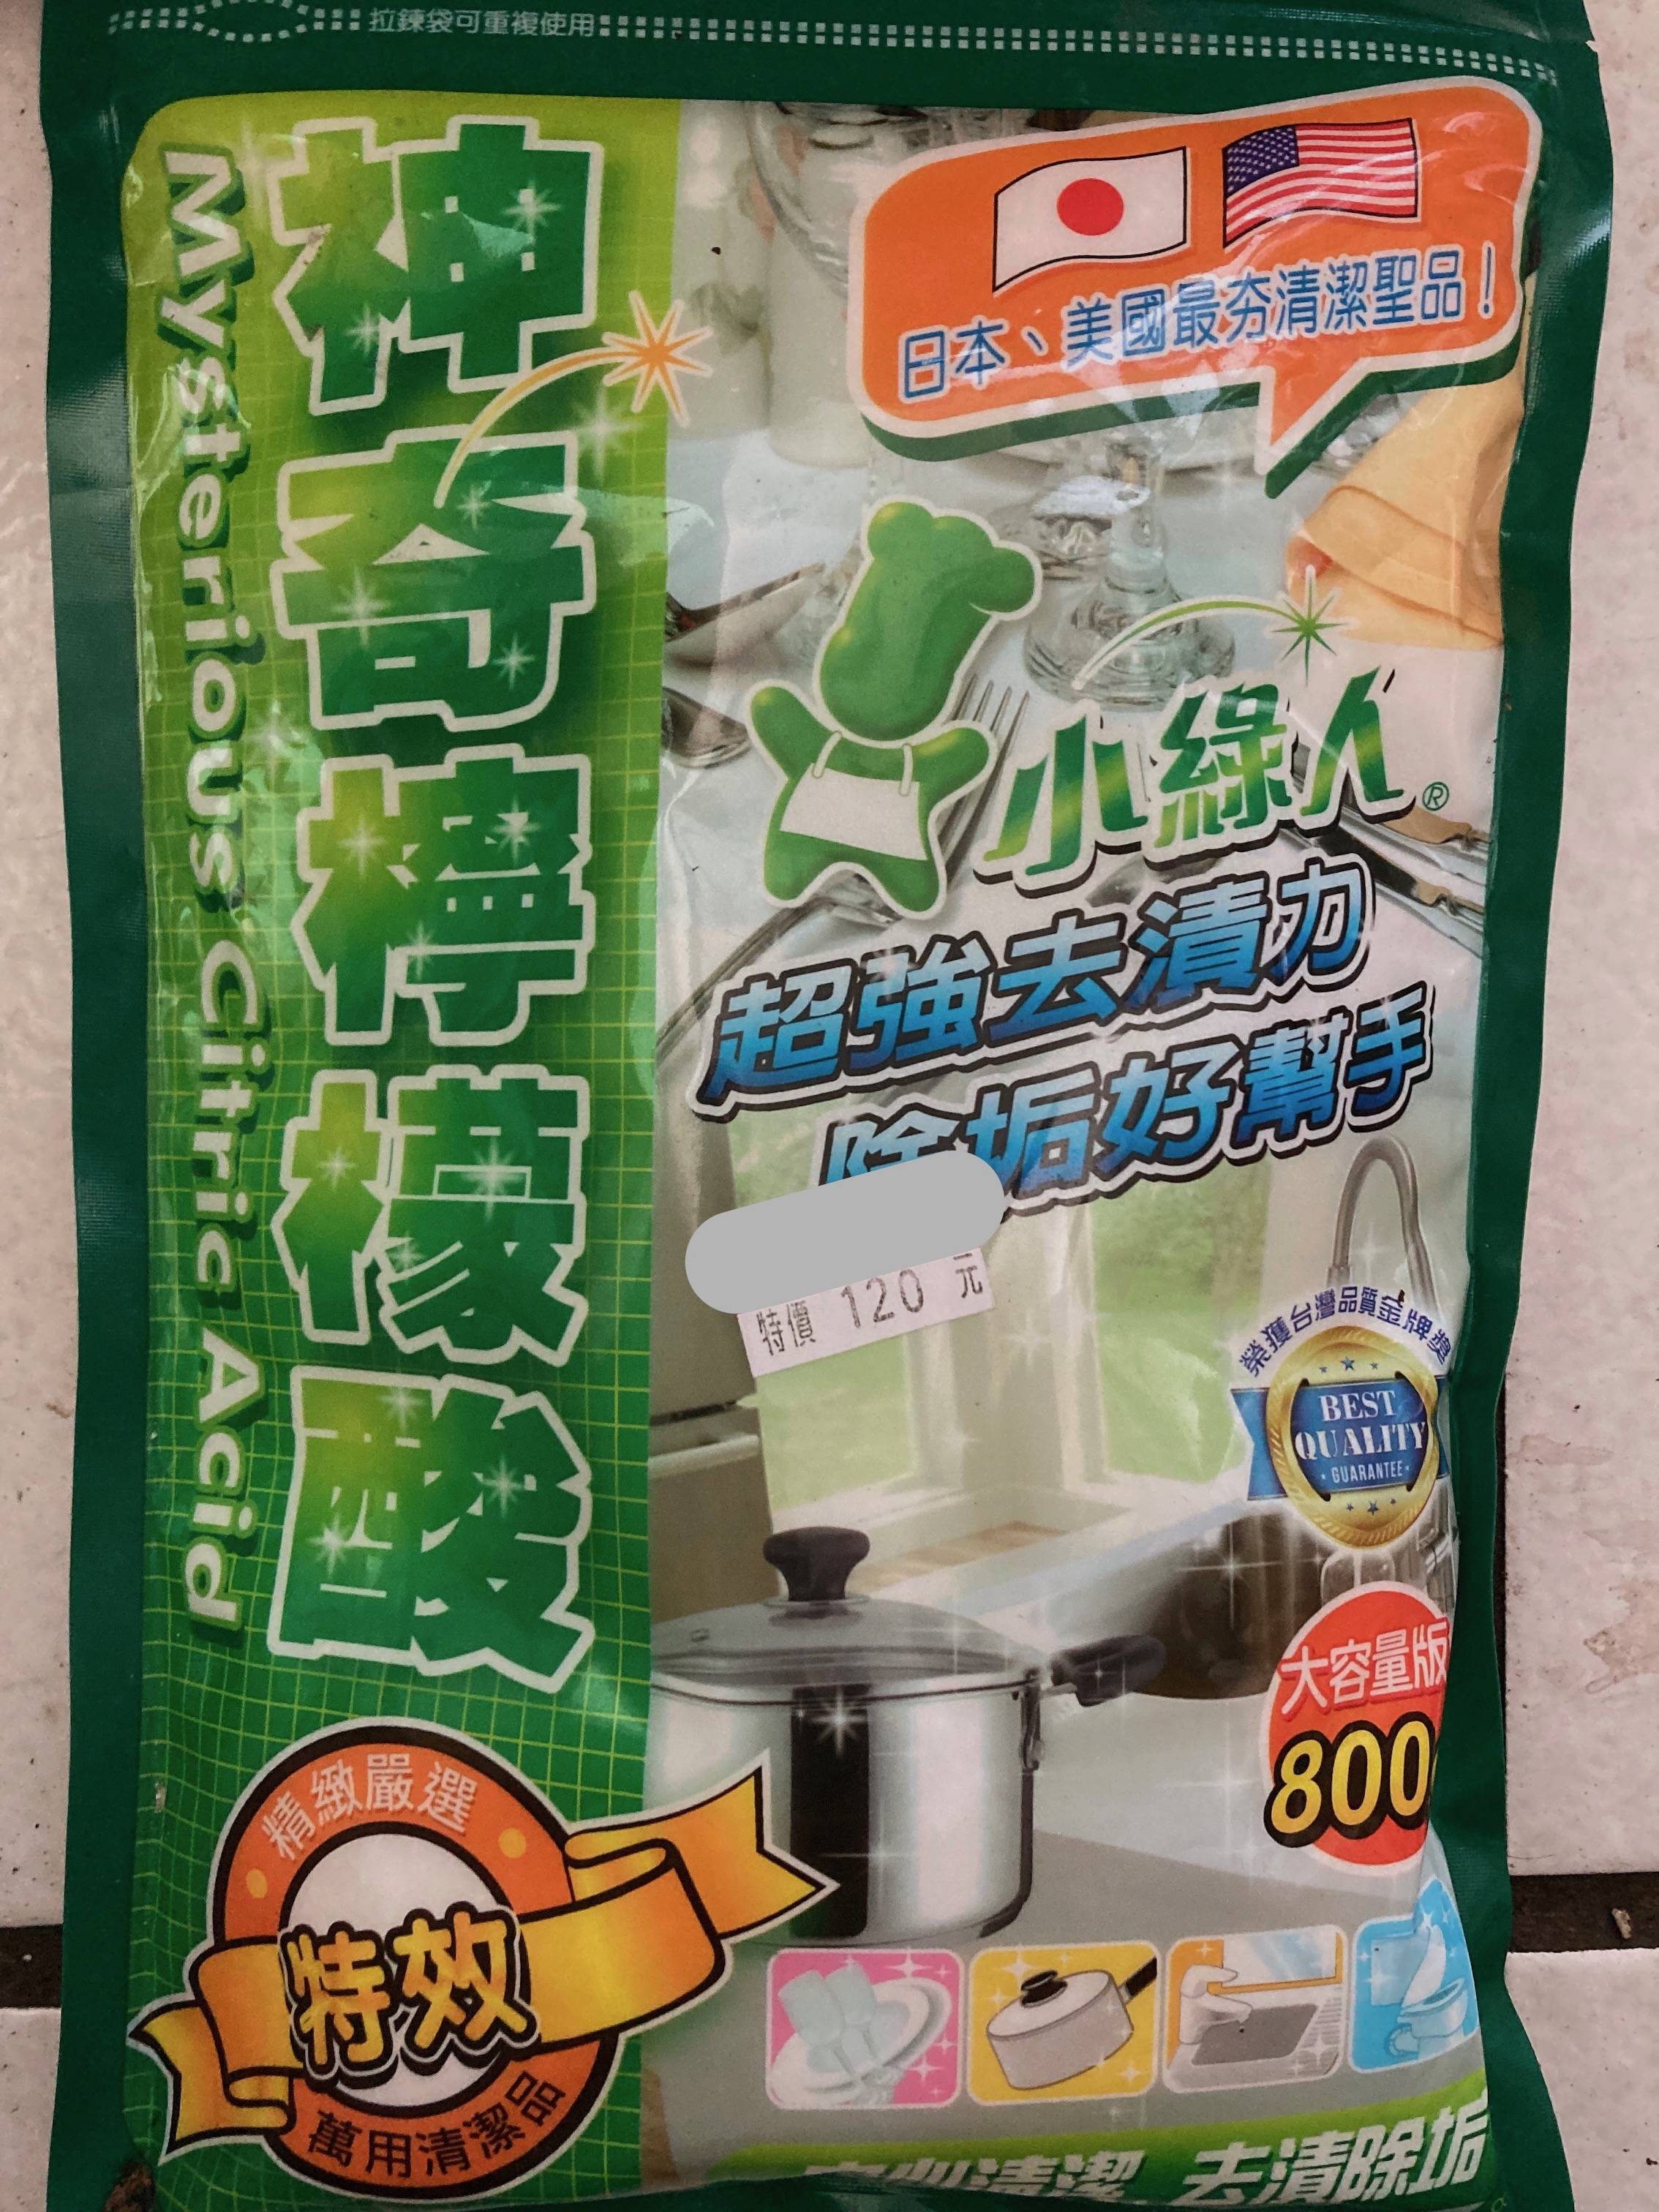 拉鍊袋可重複使用
神奇檸檬酸
Mysterious Citric Acid
日本、美國最夯清潔聖品！
小綠人®
超強去漬力
除垢好幫手
特價 120 元
榮獲台灣品質金牌獎
BEST
QUALITY
GUARANTEE
大容量版
800
精緻嚴選
特效
萬用清潔品
清潔 去漬除垢